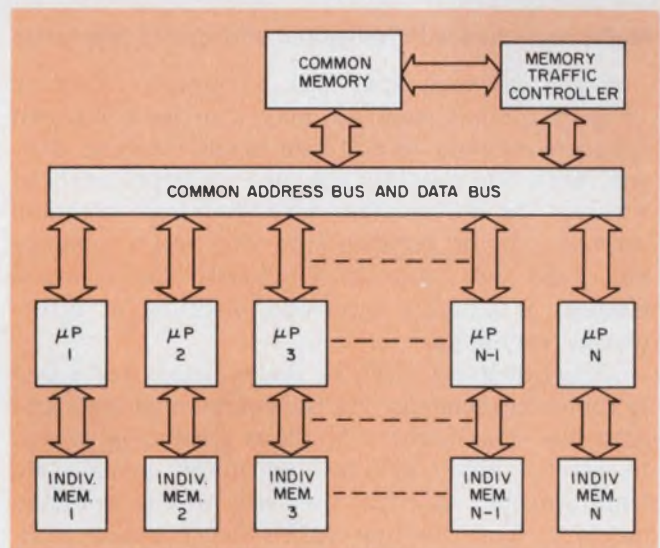 COMMON
MEMORY
MEMORY
TRAFFIC
CONTROLLER
COMMON ADDRESS BUS AND DATA BUS
μP
1
μP
2
μP
3
μP
N-1
μP
N
INDIV.
MEM.
1
INDIV.
MEM.
2
INDIV
MEM.
3
INDIV
MEM.
N-1
INDIV
MEM.
N